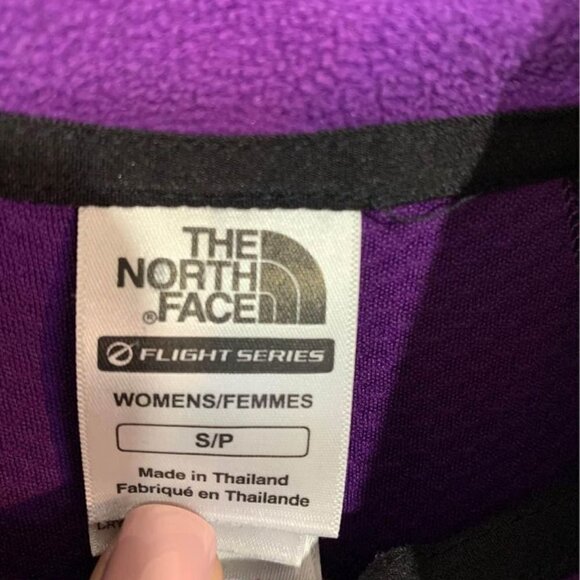 THE
NORTH
®FACE
FLIGHT SERIES
WOMENS/FEMMES
S/P
Made in Thailand
Fabriqué en Thailande